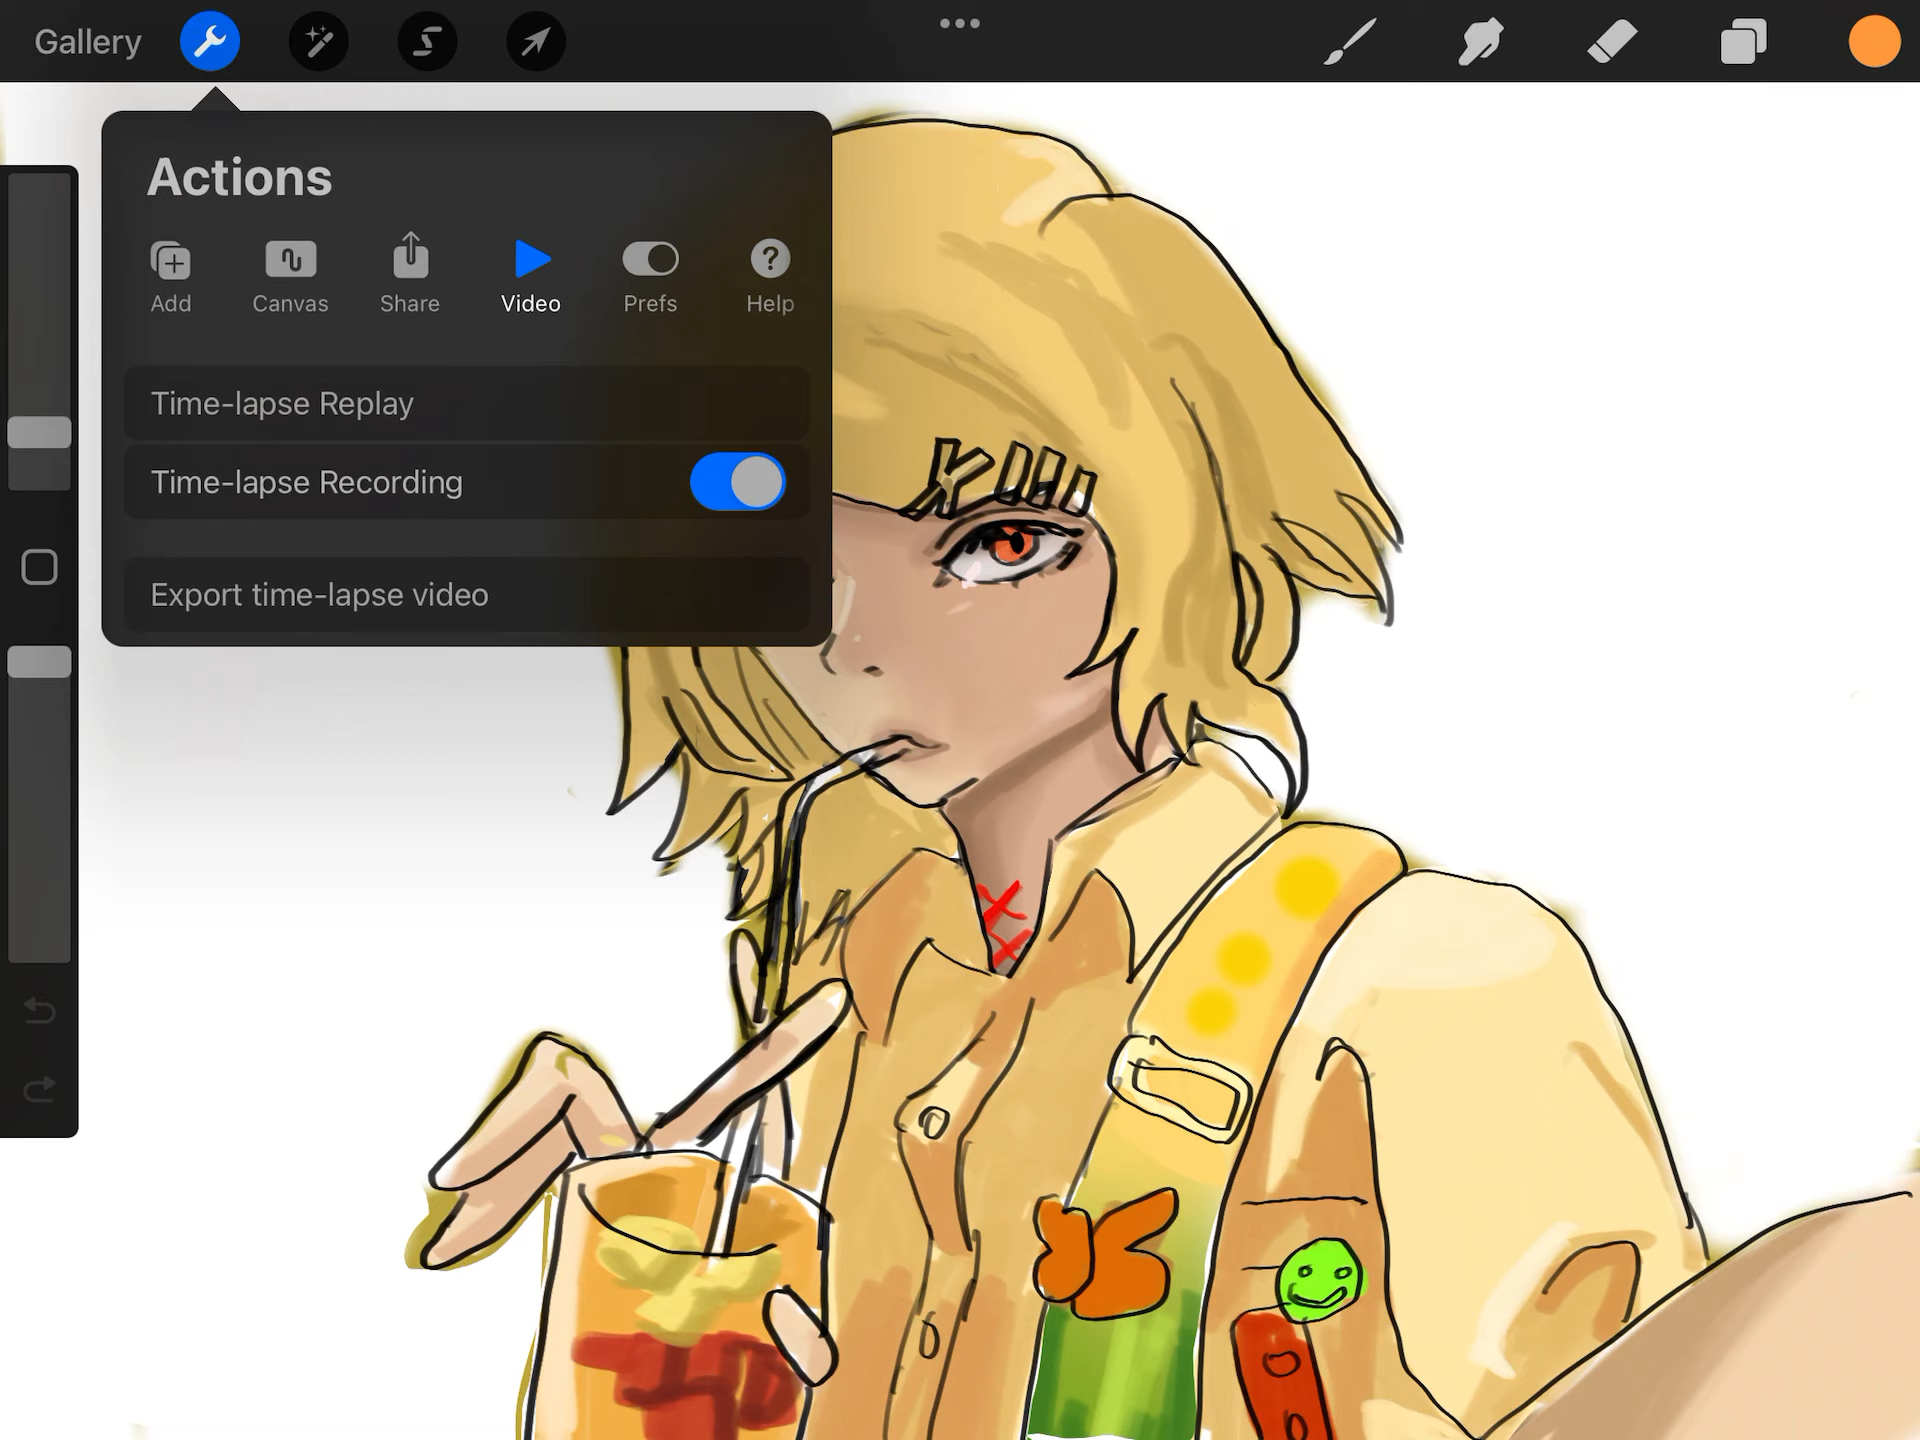 Gallery
Actions
Add Canvas Share Video Prefs Help
Time-lapse Replay
Time-lapse Recording
Export time-lapse video